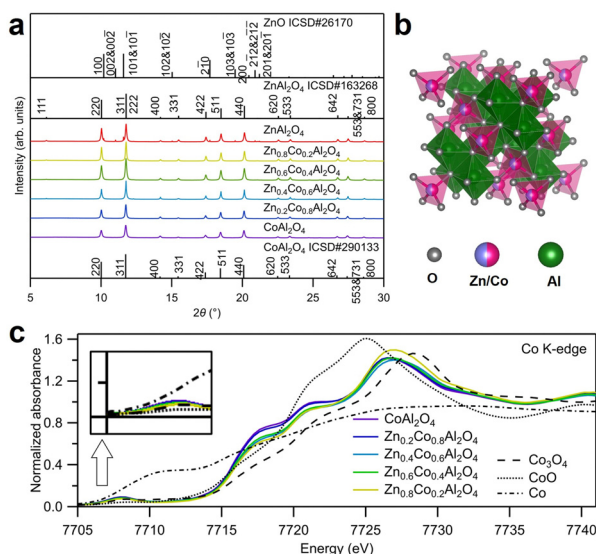 a
ZnO ICSD#26170
100
002&002̅
101&101̅
102&102̅
2̅10
103&103̅
200
2̅12&2̅12̅
201&201̅
ZnAl2O4 ICSD#163268
111
220
311
222
400
331
422
511
440
620
533
642
553&731
800
ZnAl2O4
Zn0.8Co0.2Al2O4
Zn0.6Co0.4Al2O4
Zn0.4Co0.6Al2O4
Zn0.2Co0.8Al2O4
CoAl2O4
CoAl2O4 ICSD#290133
220
311
400
331
422
511
440
620
533
642
553&731
800
Intensity (arb. units)
5 10 15 20 25 30
2θ (°)
b
O
Zn/Co
Al
c
Co K-edge
Normalized absorbance
1.6
1.2
0.8
0.4
0.0
CoAl2O4
Zn0.2Co0.8Al2O4
Zn0.4Co0.6Al2O4
Zn0.6Co0.4Al2O4
Zn0.8Co0.2Al2O4
Co3O4
CoO
Co
7705 7710 7715 7720 7725 7730 7735 7740
Energy (eV)